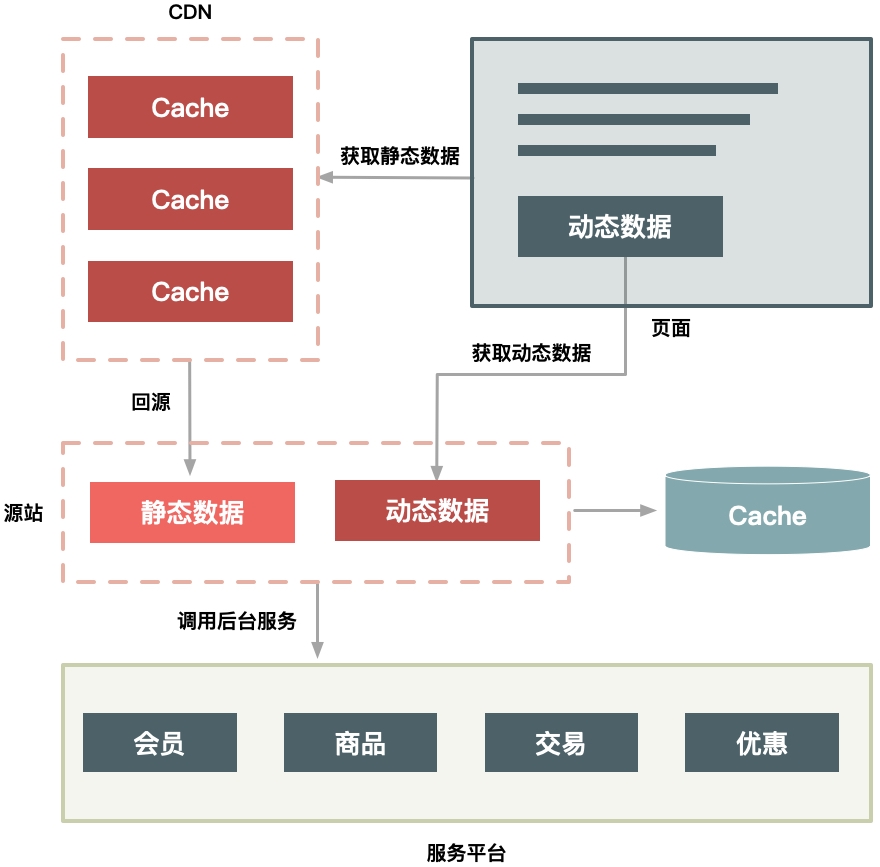 CDN
Cache
Cache
Cache
获取静态数据
动态数据
页面
获取动态数据
回源
源站
静态数据
动态数据
Cache
调用后台服务
会员
商品
交易
优惠
服务平台